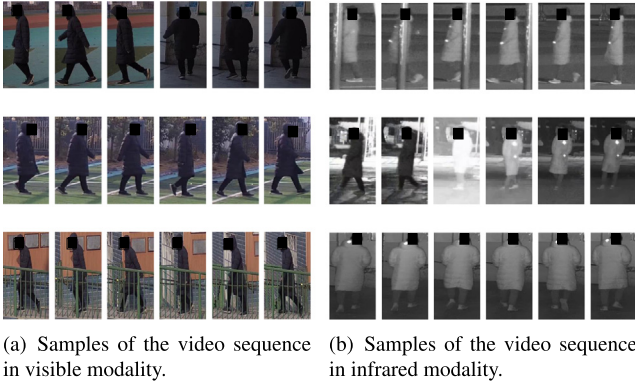 (a) Samples of the video sequence
in visible modality.
(b) Samples of the video sequence
in infrared modality.